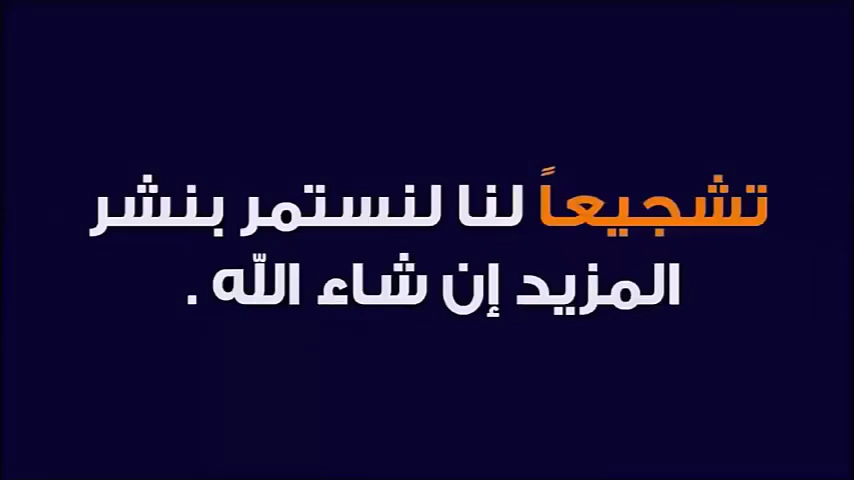 تشجيعاً لنا لنستمر بنشر
المزيد إن شاء الله .